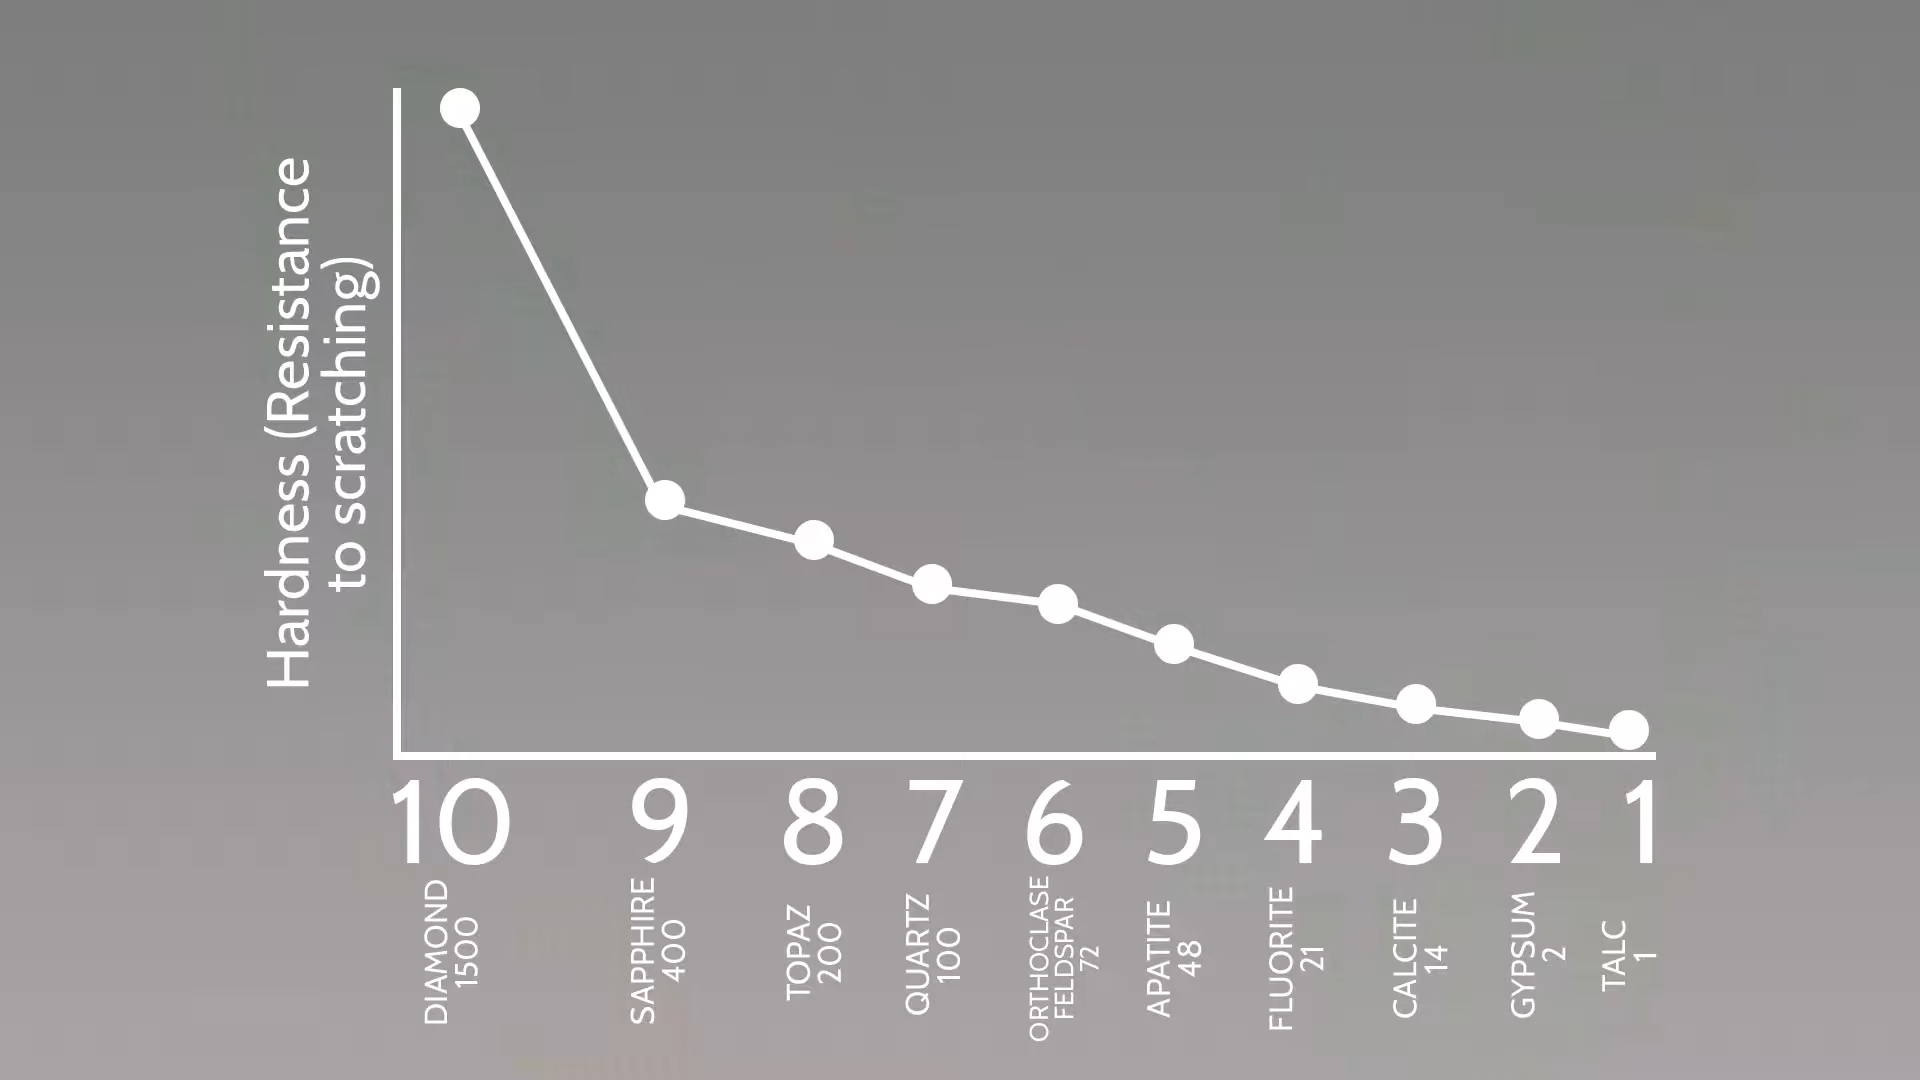 Hardness (Resistance
to scratching)
10
9
8
7
6
5
4
3
2
1
DIAMOND
1500
SAPPHIRE
400
TOPAZ
200
QUARTZ
100
ORTHOCLASE
FELDSPAR
72
APATITE
48
FLUORITE
21
CALCITE
14
GYPSUM
2
TALC
1